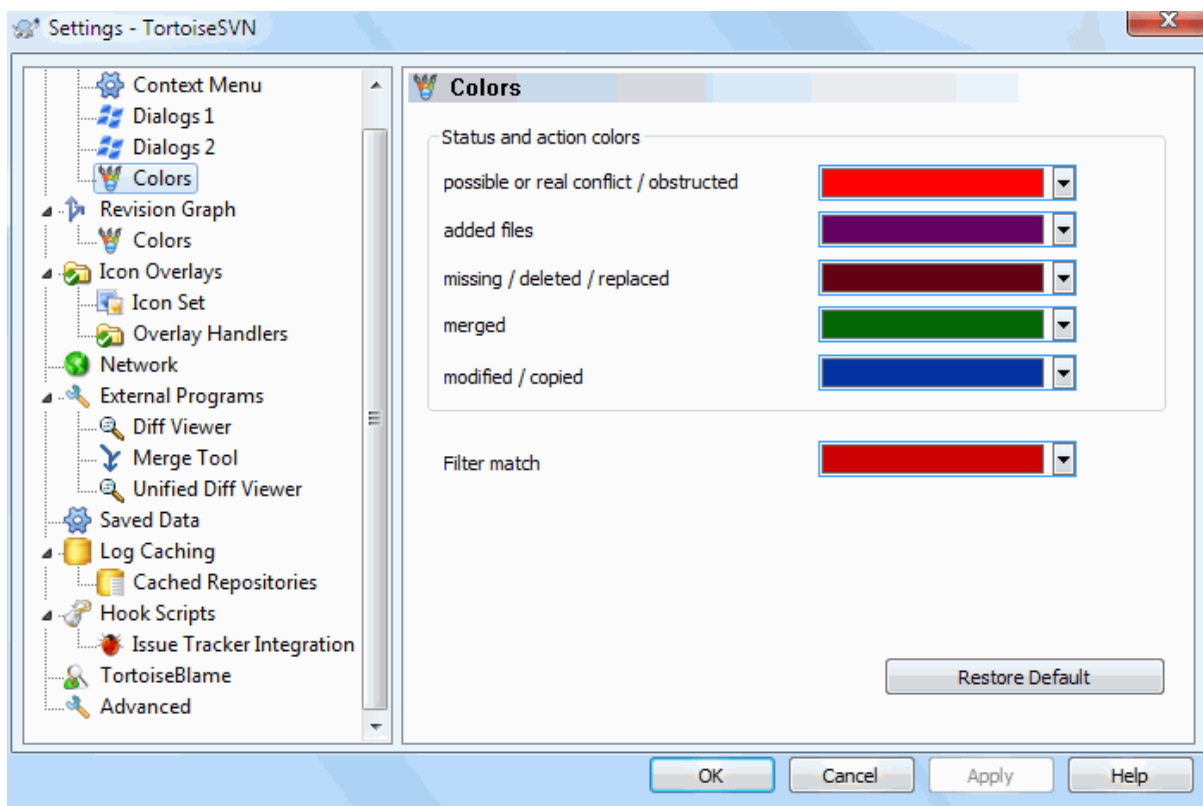 Settings - TortoiseSVN
Context Menu
Dialogs 1
Dialogs 2
Colors
Revision Graph
Colors
Icon Overlays
Icon Set
Overlay Handlers
Network
External Programs
Diff Viewer
Merge Tool
Unified Diff Viewer
Saved Data
Log Caching
Cached Repositories
Hook Scripts
Issue Tracker Integration
TortoiseBlame
Advanced
Colors
Status and action colors
possible or real conflict / obstructed
added files
missing / deleted / replaced
merged
modified / copied
Filter match
Restore Default
OK
Cancel
Apply
Help